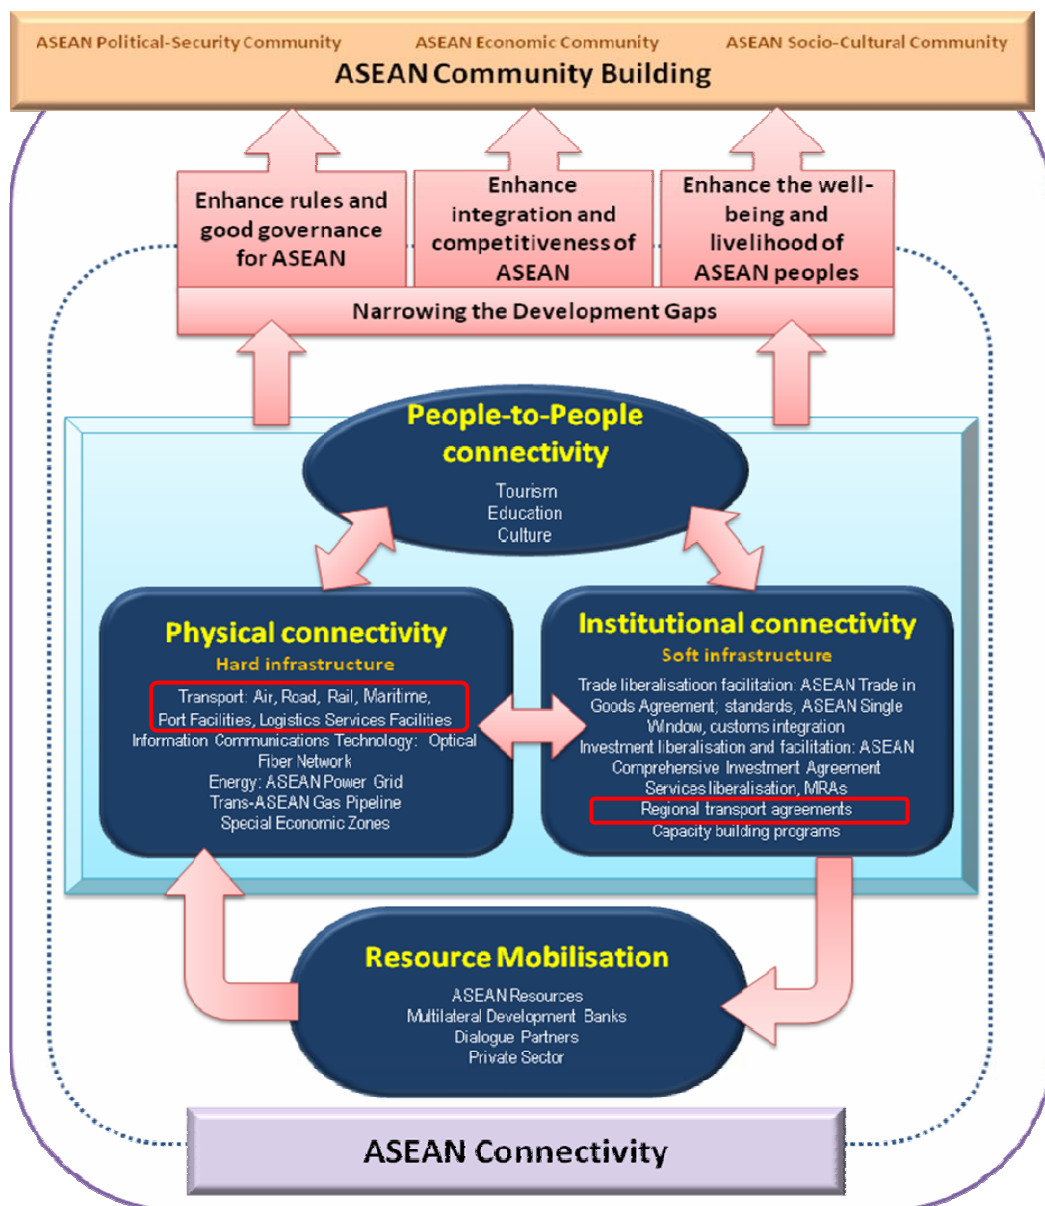 ASEAN Political-Security Community
ASEAN Economic Community
ASEAN Socio-Cultural Community
ASEAN Community Building
Enhance rules and
good governance
for ASEAN
Enhance
integration and
competitiveness of
ASEAN
Enhance the well-
being and
livelihood of
ASEAN peoples
Narrowing the Development Gaps
People-to-People
connectivity
Tourism
Education
Culture
Physical connectivity
Hard infrastructure
Transport: Air, Road, Rail, Maritime,
Port Facilities, Logistics Services Facilities
Information Communications Technology: Optical
Fiber Network
Energy: ASEAN Power Grid
Trans-ASEAN Gas Pipeline
Special Economic Zones
Institutional connectivity
Soft infrastructure
Trade liberalisatioon facilitation: ASEAN Trade in
Goods Agreement; standards, ASEAN Single
Window, customs integration
Investment liberalisation and facilitation: ASEAN
Comprehensive Investment Agreement
Services liberalisation, MRAs
Regional transport agreements
Capacity building programs
Resource Mobilisation
ASEAN Resources
Multilateral Development Banks
Dialogue Partners
Private Sector
ASEAN Connectivity